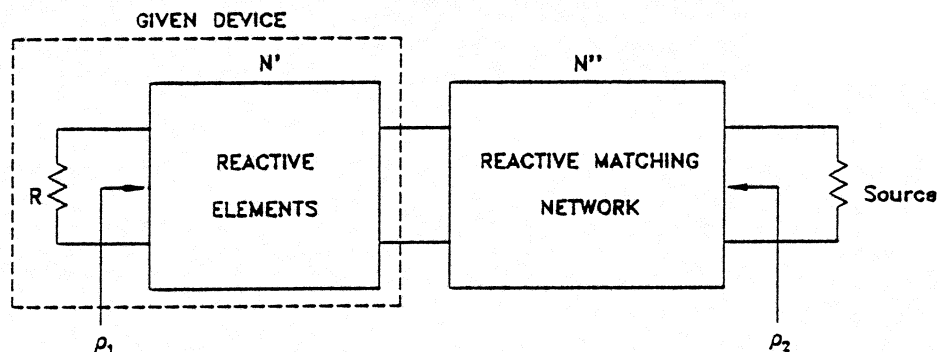 GIVEN DEVICE
N'
N''
R
REACTIVE
ELEMENTS
REACTIVE MATCHING
NETWORK
Source
ρ1
ρ2